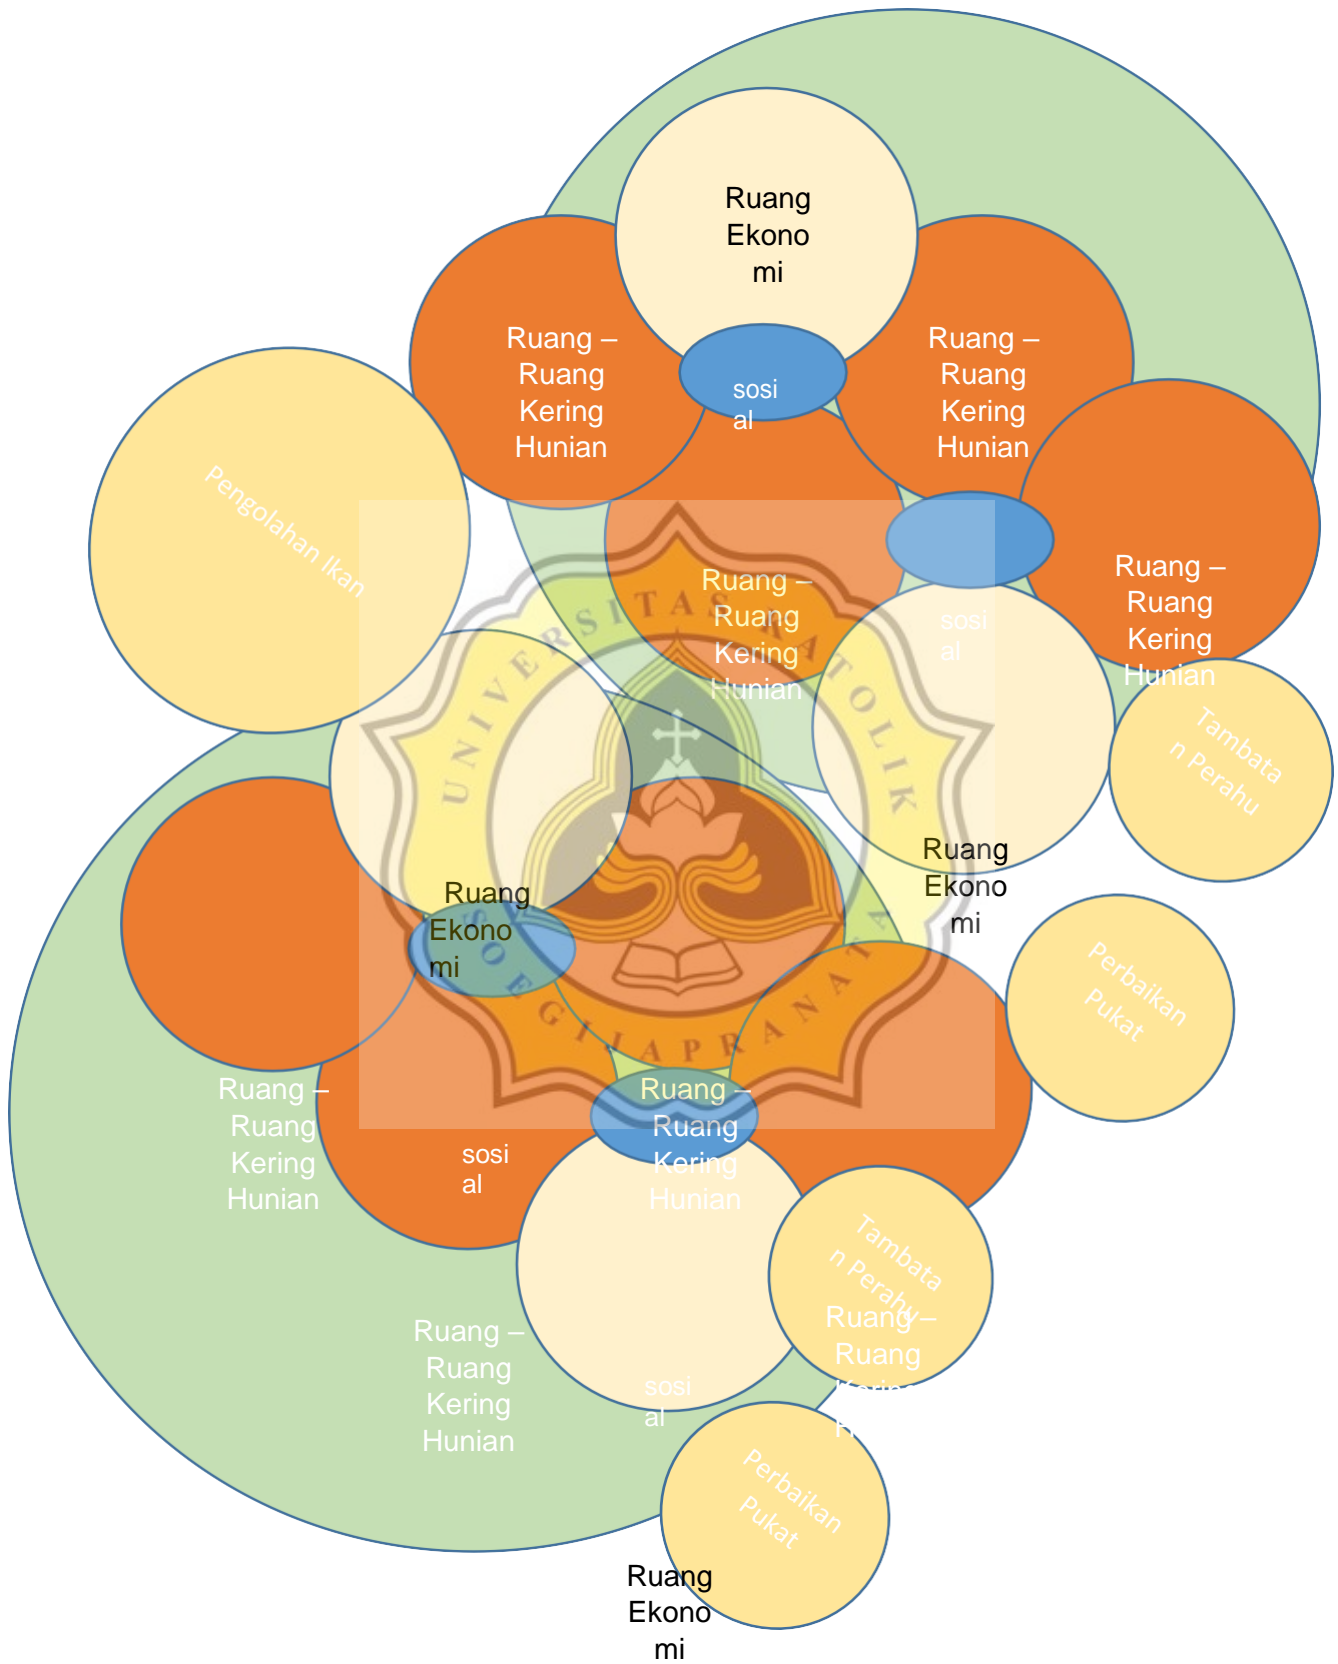 Ruang
Ekono
mi
Ruang –
Ruang
Kering
Hunian
Ruang –
Ruang
Kering
Hunian
sosi
al
Pengolahan Ikan
Ruang –
Ruang
Kering
Hunian
Ruang –
Ruang
Kering
Hunian
sosi
al
UNIVERSITAS KATOLIK
SOEGIJAPRANATA
Tambata
n Perahu
Ruang
Ekono
mi
Ruang
Ekono
mi
Perbaikan
Pukat
Ruang –
Ruang
Kering
Hunian
Ruang –
Ruang
Kering
Hunian
sosi
al
Tambata
n Perahu
Ruang –
Ruang
Kering
Ruang –
Ruang
Kering
Hunian
sosi
al
Perbaikan
Pukat
Ruang
Ekono
mi